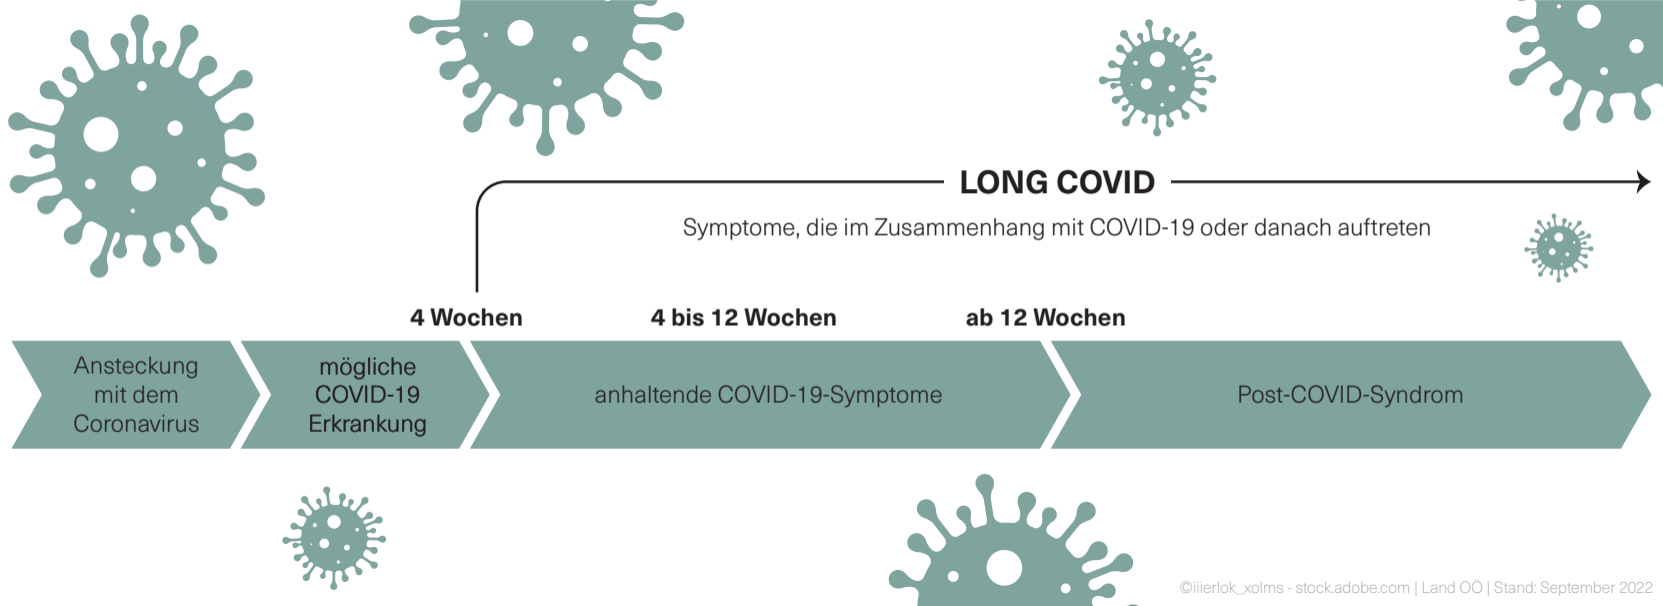 LONG COVID
Symptome, die im Zusammenhang mit COVID-19 oder danach auftreten
4 Wochen
4 bis 12 Wochen
ab 12 Wochen
Ansteckung
mit dem
Coronavirus
mögliche
COVID-19
Erkrankung
anhaltende COVID-19-Symptome
Post-COVID-Syndrom
©iiierlok_xolms - stock.adobe.com | Land OÖ | Stand: September 2022